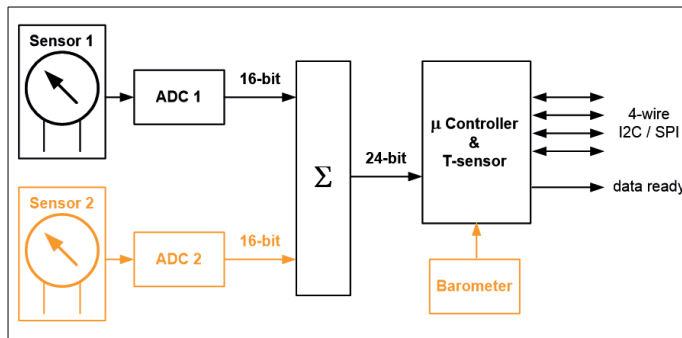 Sensor 1
ADC 1
16-bit
Σ
24-bit
μ Controller
&
T-sensor
4-wire
I2C / SPI
data ready
Sensor 2
ADC 2
16-bit
Barometer